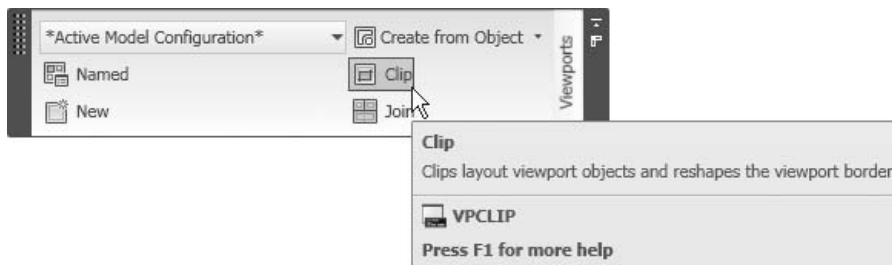 *Active Model Configuration*
Create from Object
Named
Clip
New
Join
Viewports
Clip
Clips layout viewport objects and reshapes the viewport border
VPCLIP
Press F1 for more help